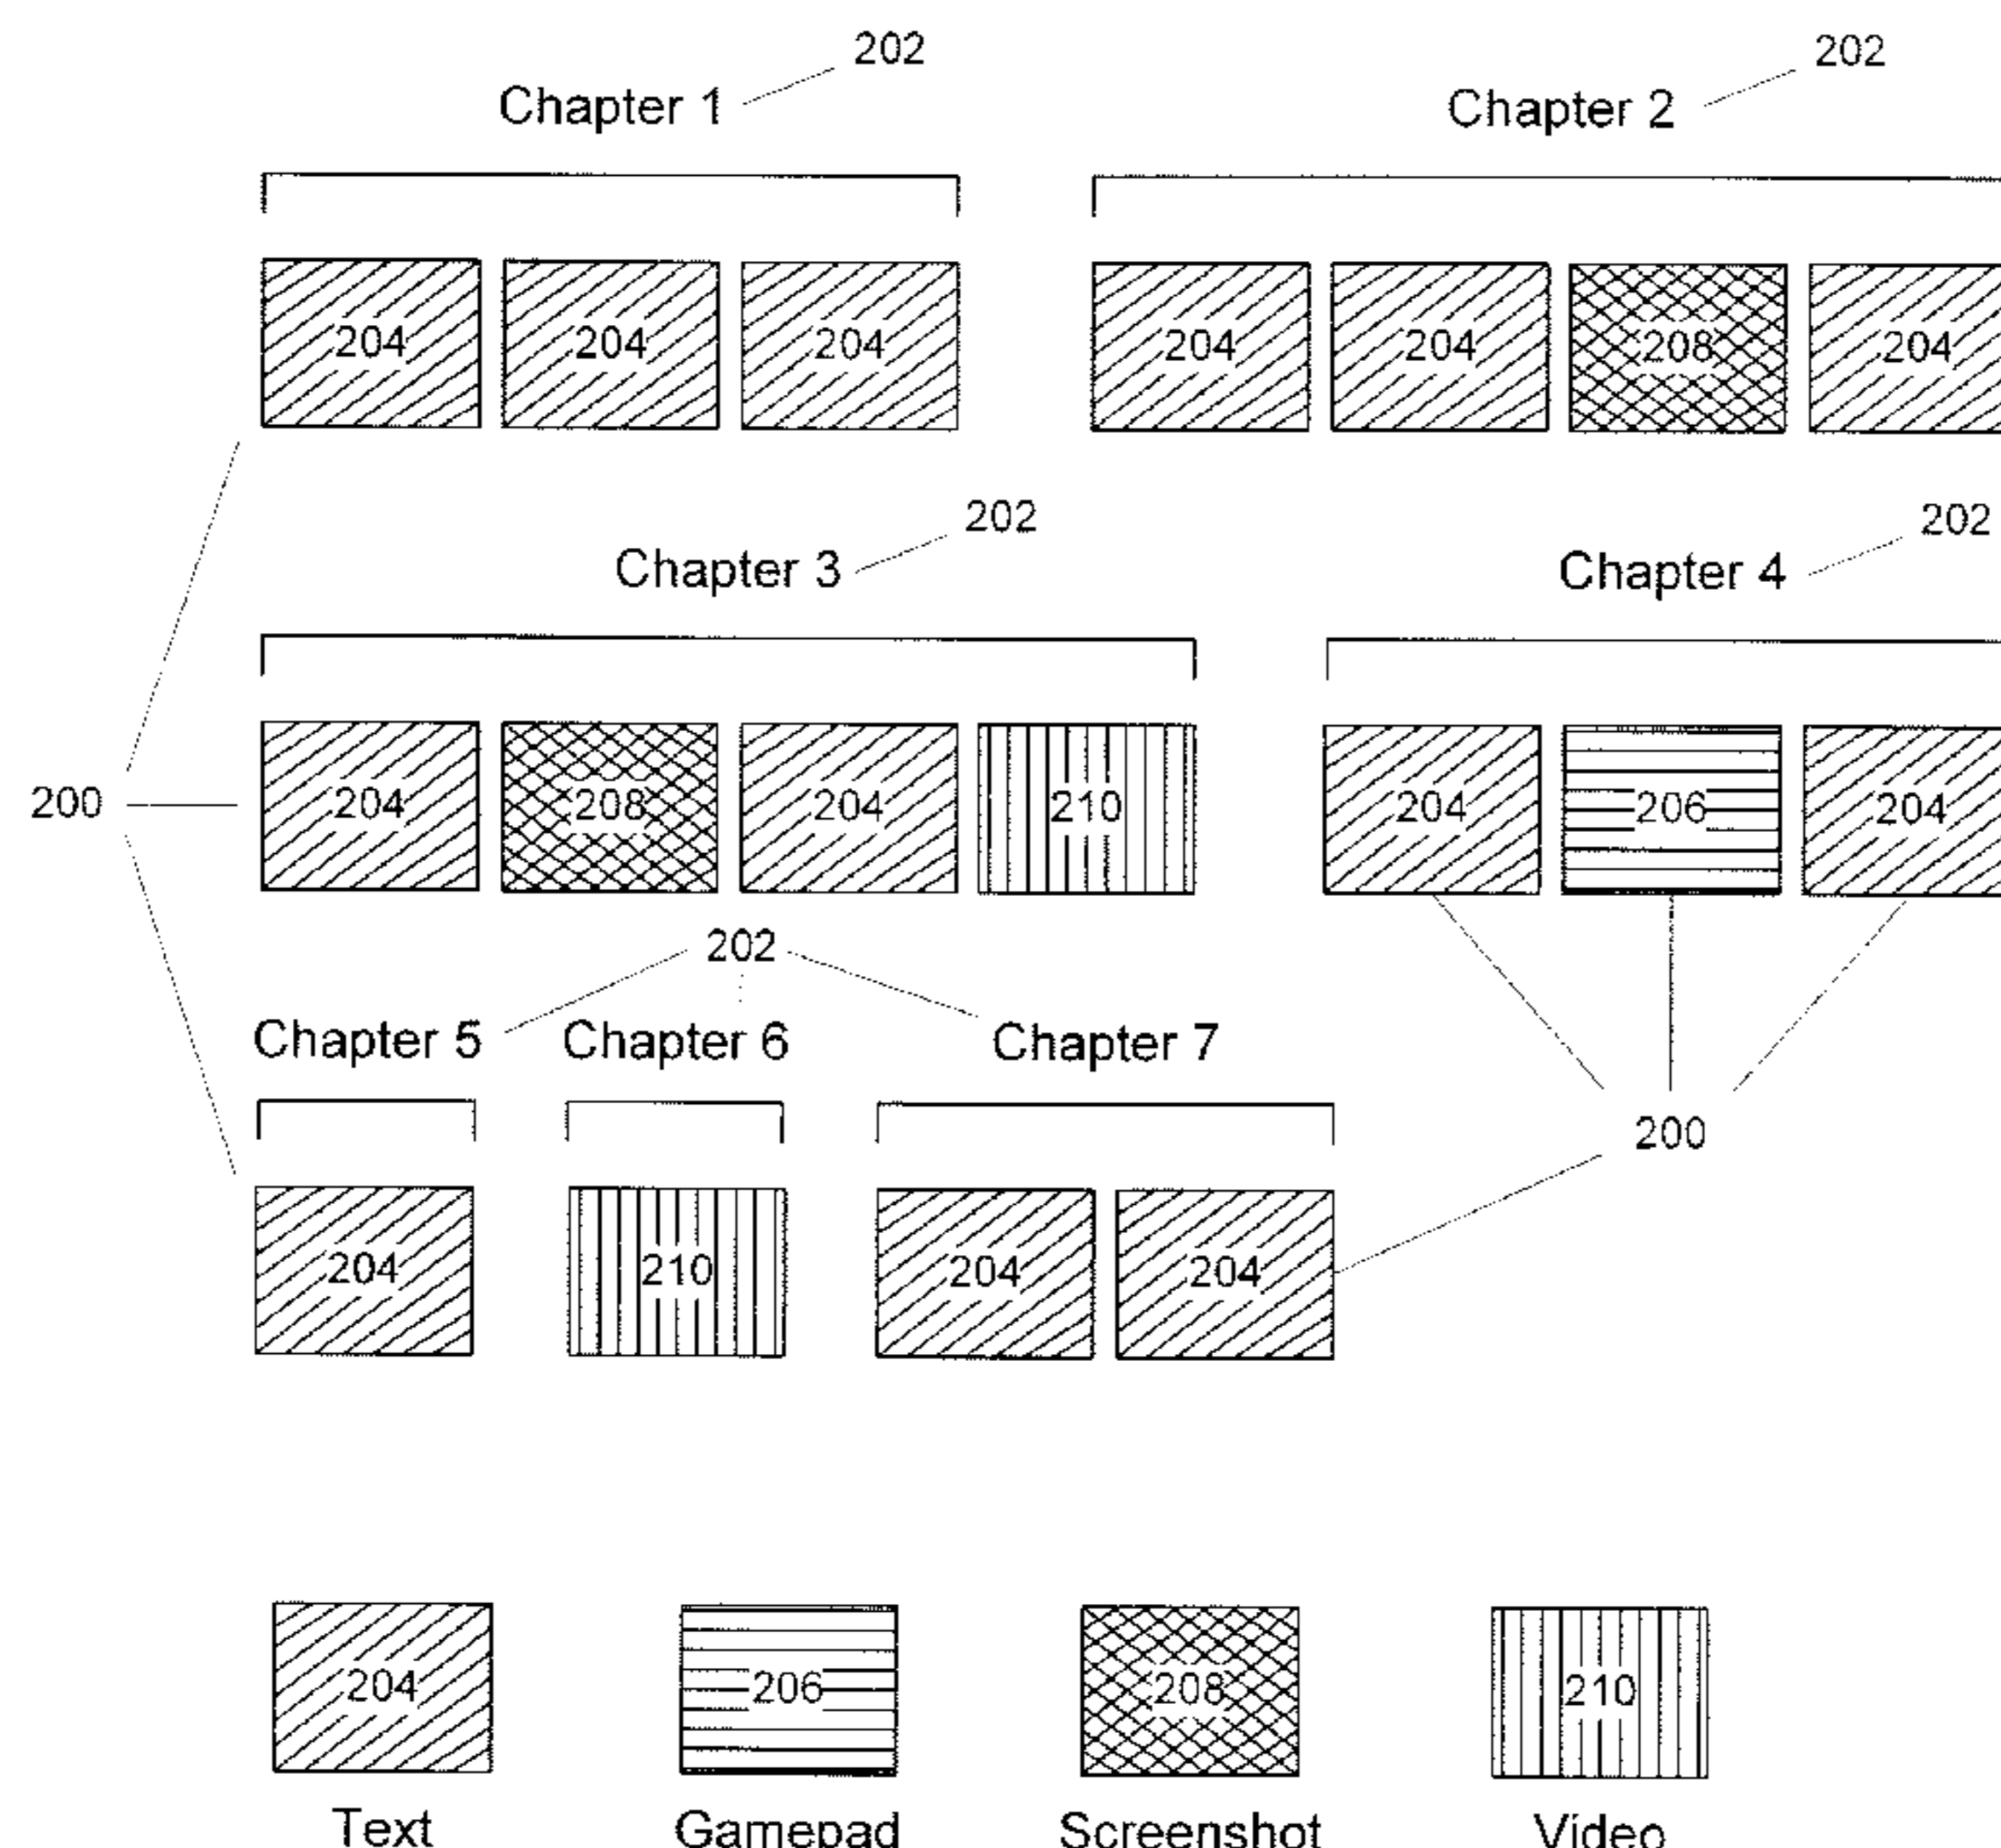 202 202
Chapter 1 Chapter 2
204 204 204 204 204 208 204
202 202
Chapter 3 Chapter 4
200 204 208 204 210 204 206 204
202
Chapter 5 Chapter 6 Chapter 7
200
204 210 204 204
204 206 208 210
Text Gamepad Screenshot Video